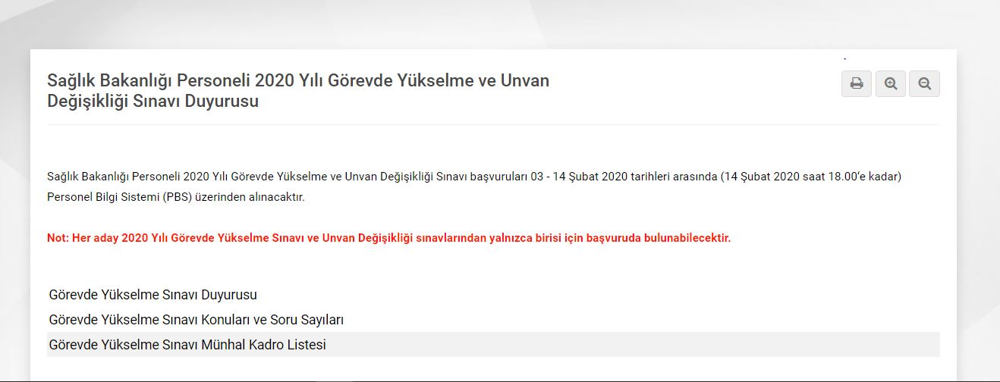 Sağlık Bakanlığı Personeli 2020 Yılı Görevde Yükselme ve Unvan
Değişikliği Sınavı Duyurusu
Sağlık Bakanlığı Personeli 2020 Yılı Görevde Yükselme ve Unvan Değişikliği Sınavı başvuruları 03 - 14 Şubat 2020 tarihleri arasında (14 Şubat 2020 saat 18.00‘e kadar)
Personel Bilgi Sistemi (PBS) üzerinden alınacaktır.
Not: Her aday 2020 Yılı Görevde Yükselme Sınavı ve Unvan Değişikliği sınavlarından yalnızca birisi için başvuruda bulunabilecektir.
Görevde Yükselme Sınavı Duyurusu
Görevde Yükselme Sınavı Konuları ve Soru Sayıları
Görevde Yükselme Sınavı Münhal Kadro Listesi